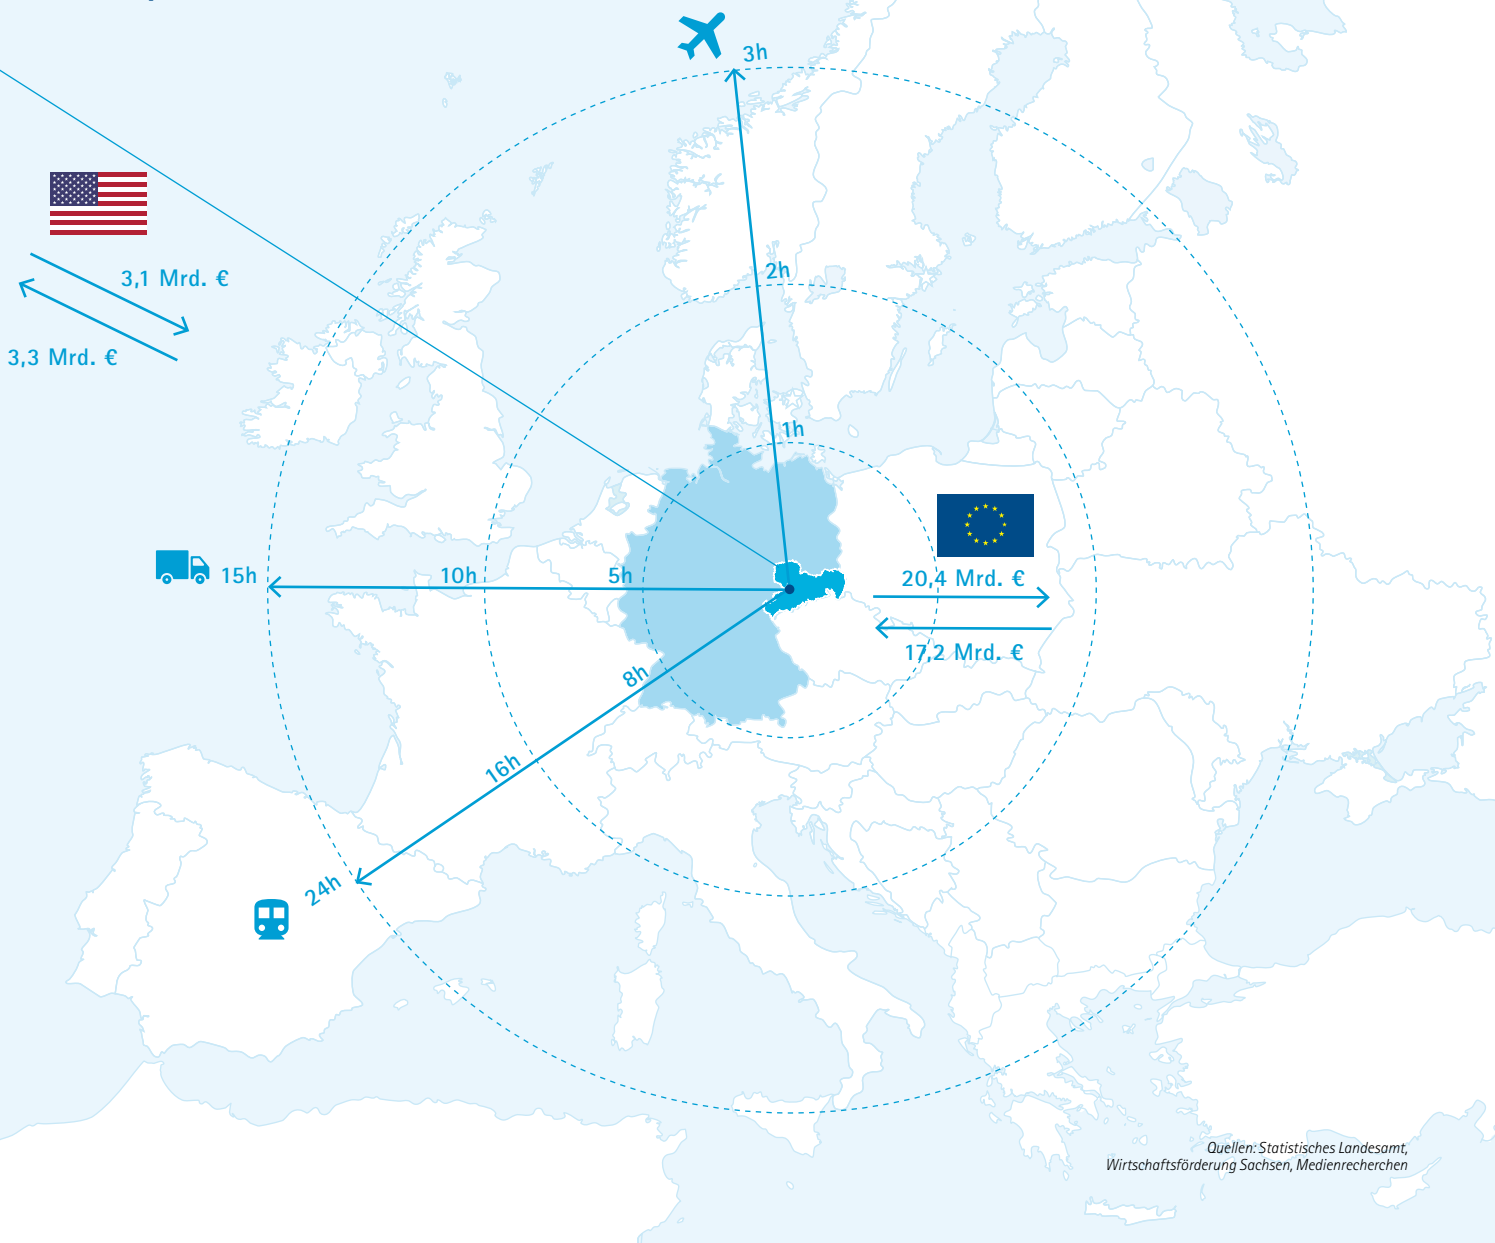 3h
2h
3,1 Mrd. €
3,3 Mrd. €
1h
20,4 Mrd. €
15h
10h
5h
17,2 Mrd. €
8h
16h
24h
Quellen: Statistisches Landesamt,
Wirtschaftsförderung Sachsen, Medienrecherchen